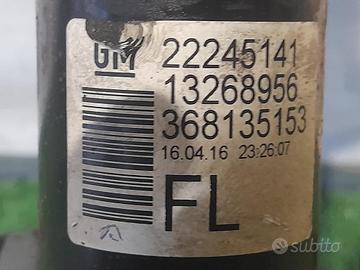 GM
22245141
13268956
368135153
16.04.16 23:26:07
FL
subito